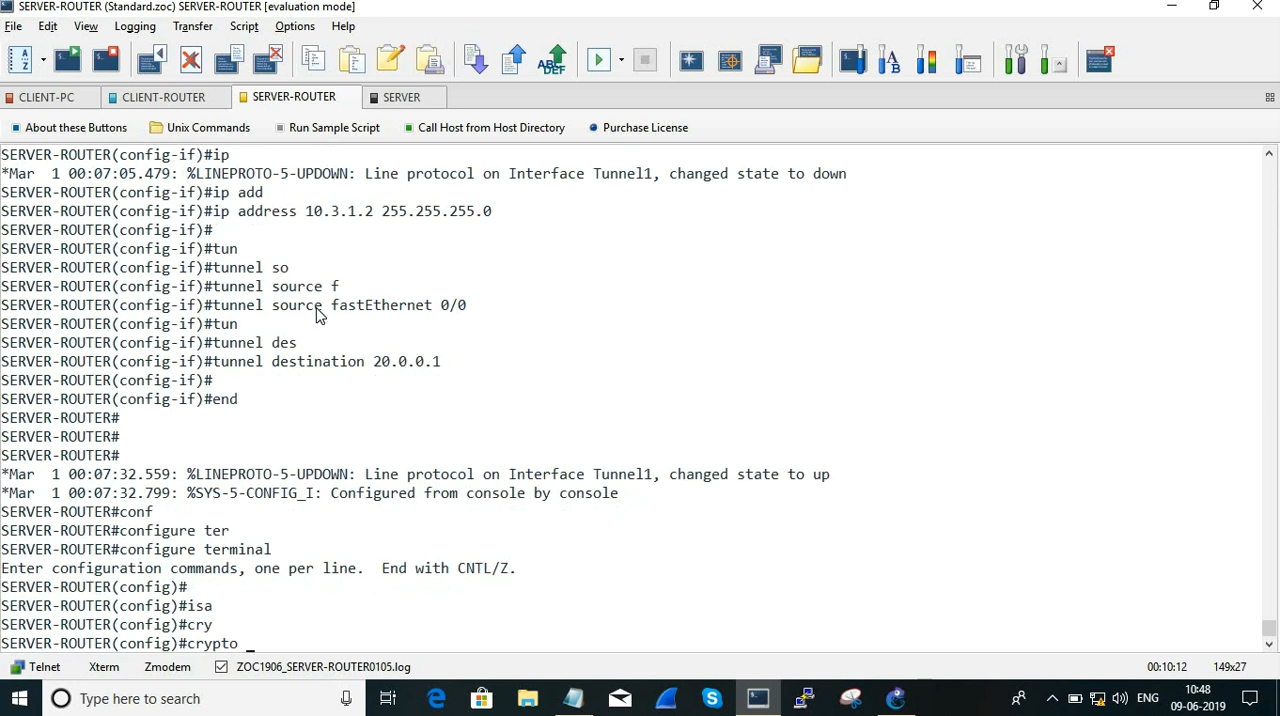 SERVER-ROUTER (Standard.zoc) SERVER-ROUTER [evaluation mode]
File Edit View Logging Transfer Script Options Help
CLIENT-PC CLIENT-ROUTER SERVER-ROUTER SERVER
About these Buttons Unix Commands Run Sample Script Call Host from Host Directory Purchase License
SERVER-ROUTER(config-if)#ip
*Mar  1 00:07:05.479: %LINEPROTO-5-UPDOWN: Line protocol on Interface Tunnel1, changed state to down
SERVER-ROUTER(config-if)#ip add
SERVER-ROUTER(config-if)#ip address 10.3.1.2 255.255.255.0
SERVER-ROUTER(config-if)#
SERVER-ROUTER(config-if)#tun
SERVER-ROUTER(config-if)#tunnel so
SERVER-ROUTER(config-if)#tunnel source f
SERVER-ROUTER(config-if)#tunnel source fastEthernet 0/0
SERVER-ROUTER(config-if)#tun
SERVER-ROUTER(config-if)#tunnel des
SERVER-ROUTER(config-if)#tunnel destination 20.0.0.1
SERVER-ROUTER(config-if)#
SERVER-ROUTER(config-if)#end
SERVER-ROUTER#
SERVER-ROUTER#
SERVER-ROUTER#
*Mar  1 00:07:32.559: %LINEPROTO-5-UPDOWN: Line protocol on Interface Tunnel1, changed state to up
*Mar  1 00:07:32.799: %SYS-5-CONFIG_I: Configured from console by console
SERVER-ROUTER#conf
SERVER-ROUTER#configure ter
SERVER-ROUTER#configure terminal
Enter configuration commands, one per line.  End with CNTL/Z.
SERVER-ROUTER(config)#
SERVER-ROUTER(config)#isa
SERVER-ROUTER(config)#cry
SERVER-ROUTER(config)#crypto _
Telnet Xterm Zmodem ZOC1906_SERVER-ROUTER0105.log 00:10:12 149x27
Type here to search ENG 10:48
09-06-2019